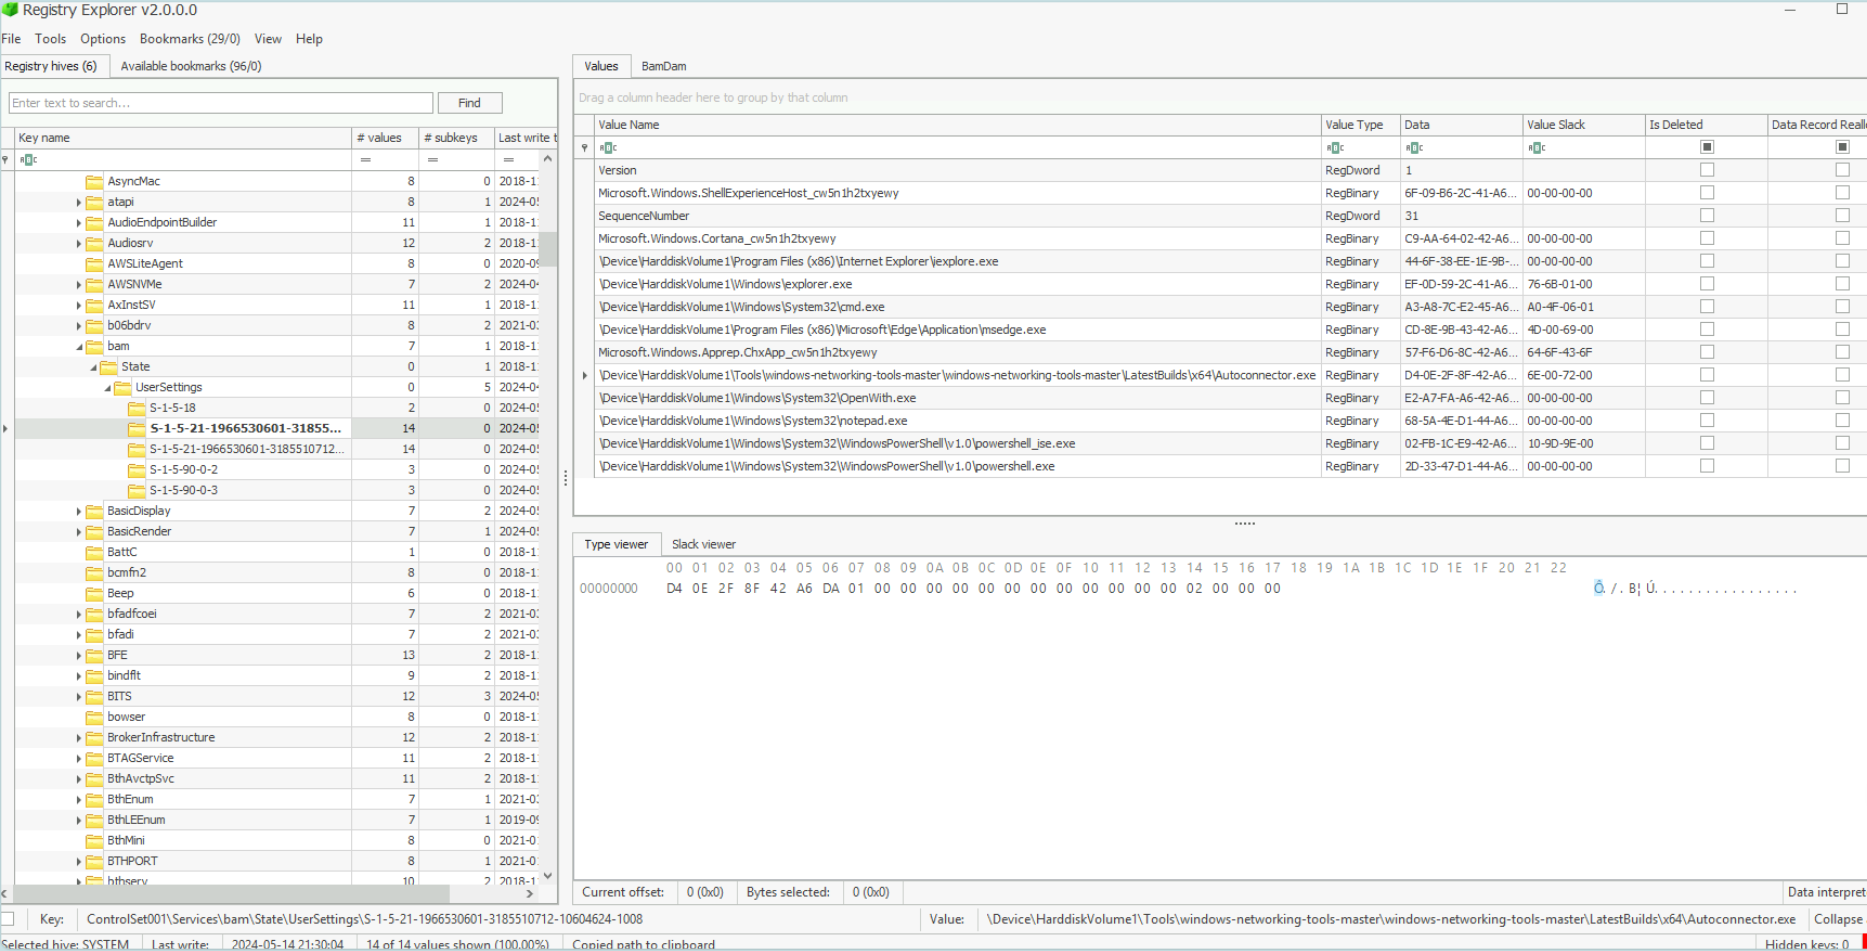 Registry Explorer v2.0.0.0
File Tools Options Bookmarks (29/0) View Help
Registry hives (6) Available bookmarks (96/0)
Enter text to search... Find
Key name # values # subkeys Last write t
= = =
AsyncMac 8 0 2018-1
atapi 8 1 2024-0
AudioEndpointBuilder 11 1 2018-1
Audiosrv 12 2 2018-1
AWSLiteAgent 8 0 2020-09
AWSNVMe 7 2 2024-04
AxInstSV 11 1 2018-1
b06bdrv 8 2 2021-0
bam 7 1 2018-1
State 0 1 2018-1
UserSettings 0 5 2024-04
S-1-5-18 2 0 2024-0
S-1-5-21-1966530601-31855... 14 0 2024-0
S-1-5-21-1966530601-3185510712... 14 0 2024-0
S-1-5-90-0-2 3 0 2024-0
S-1-5-90-0-3 3 0 2024-0
BasicDisplay 7 2 2024-0
BasicRender 7 1 2024-0
BattC 1 0 2018-1
bcmfn2 8 0 2018-1
Beep 6 0 2018-1
bfadfcoei 7 2 2021-0
bfadi 7 2 2021-0
BFE 13 2 2018-1
bindflt 9 2 2018-1
BITS 12 3 2024-0
bowser 8 0 2018-1
BrokerInfrastructure 12 2 2018-1
BTAGService 11 2 2018-1
BthAvctpSvc 11 2 2018-1
BthEnum 7 1 2021-0
BthLEEnum 7 1 2019-09
BthMini 8 0 2021-0
BTHPORT 8 1 2021-0
bthserv 10 2 2018-1
Values BamDam
Drag a column header here to group by that column
Value Name Value Type Data Value Slack Is Deleted Data Record Reall
Version RegDword 1
Microsoft.Windows.ShellExperienceHost_cw5n1h2txyewy RegBinary 6F-09-B6-2C-41-A6... 00-00-00-00
SequenceNumber RegDword 31
Microsoft.Windows.Cortana_cw5n1h2txyewy RegBinary C9-AA-64-02-42-A6... 00-00-00-00
\Device\HarddiskVolume1\Program Files (x86)\Internet Explorer\iexplore.exe RegBinary 44-6F-38-EE-1E-9B-... 00-00-00-00
\Device\HarddiskVolume1\Windows\explorer.exe RegBinary EF-0D-59-2C-41-A6... 76-6B-01-00
\Device\HarddiskVolume1\Windows\System32\cmd.exe RegBinary A3-A8-7C-E2-45-A6... A0-4F-06-01
\Device\HarddiskVolume1\Program Files (x86)\Microsoft\Edge\Application\msedge.exe RegBinary CD-8E-9B-43-42-A6... 4D-00-69-00
Microsoft.Windows.Apprep.ChxApp_cw5n1h2txyewy RegBinary 57-F6-D6-8C-42-A6... 64-6F-43-6F
\Device\HarddiskVolume1\Tools\windows-networking-tools-master\windows-networking-tools-master\LatestBuilds\x64\Autoconnector.exe RegBinary D4-0E-2F-8F-42-A6... 6E-00-72-00
\Device\HarddiskVolume1\Windows\System32\OpenWith.exe RegBinary E2-A7-FA-A6-42-A6... 00-00-00-00
\Device\HarddiskVolume1\Windows\System32\notepad.exe RegBinary 68-5A-4E-D1-44-A6... 00-00-00-00
\Device\HarddiskVolume1\Windows\System32\WindowsPowerShell\v1.0\powershell_ise.exe RegBinary 02-FB-1C-E9-42-A6... 10-9D-9E-00
\Device\HarddiskVolume1\Windows\System32\WindowsPowerShell\v1.0\powershell.exe RegBinary 2D-33-47-D1-44-A6... 00-00-00-00
Type viewer Slack viewer
00 01 02 03 04 05 06 07 08 09 0A 0B 0C 0D 0E 0F 10 11 12 13 14 15 16 17 18 19 1A 1B 1C 1D 1E 1F 20 21 22
00000000 D4 0E 2F 8F 42 A6 DA 01 00 00 00 00 00 00 00 00 00 00 00 00 02 00 00 00 Ô./.B¦Ú.................
Current offset: 0 (0x0) Bytes selected: 0 (0x0) Data interpret
Key: ControlSet001\Services\bam\State\UserSettings\S-1-5-21-1966530601-3185510712-10604624-1008 Value: \Device\HarddiskVolume1\Tools\windows-networking-tools-master\windows-networking-tools-master\LatestBuilds\x64\Autoconnector.exe Collapse
Selected hive: SYSTEM Last write: 2024-05-14 21:30:04 14 of 14 values shown (100.00%) Copied path to clipboard Hidden keys: 0